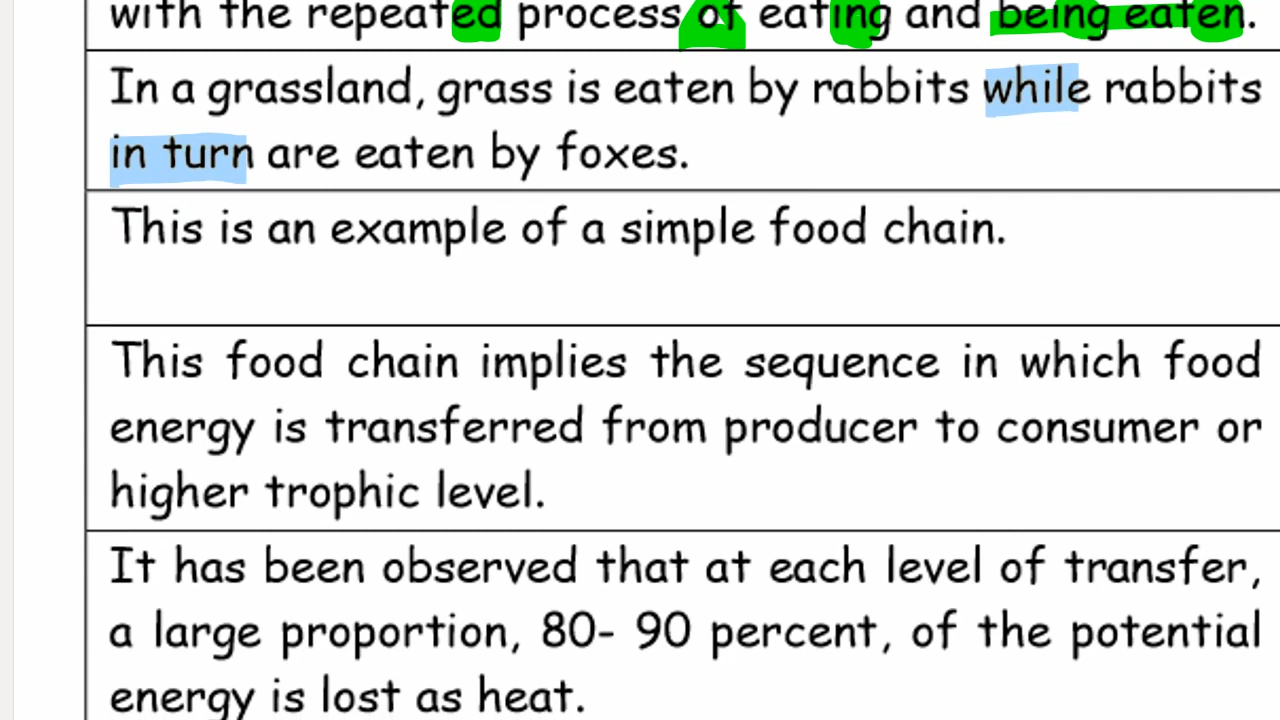 with the repeated process of eating and being eaten.
In a grassland, grass is eaten by rabbits while rabbits
in turn are eaten by foxes.
This is an example of a simple food chain.
This food chain implies the sequence in which food
energy is transferred from producer to consumer or
higher trophic level.
It has been observed that at each level of transfer,
a large proportion, 80- 90 percent, of the potential
energy is lost as heat.